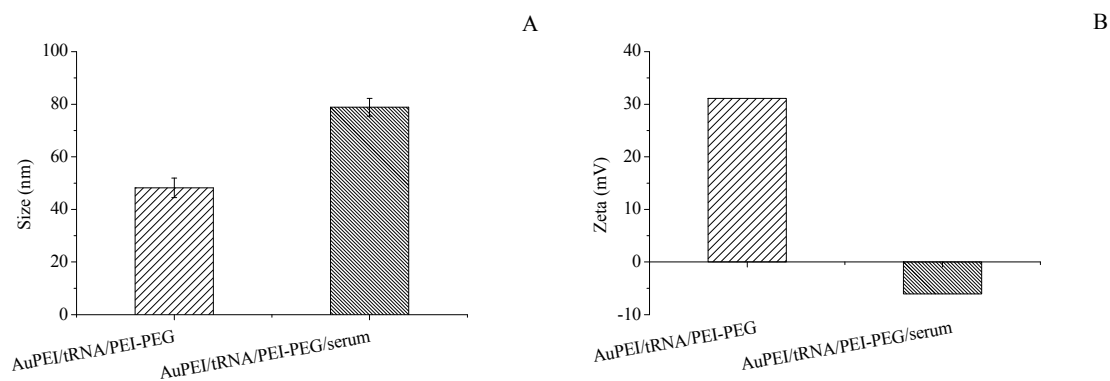 A
100
80
60
40
20
0
Size (nm)
AuPEI/tRNA/PEI-PEG
AuPEI/tRNA/PEI-PEG/serum
B
40
30
20
10
0
-10
Zeta (mV)
AuPEI/tRNA/PEI-PEG
AuPEI/tRNA/PEI-PEG/serum